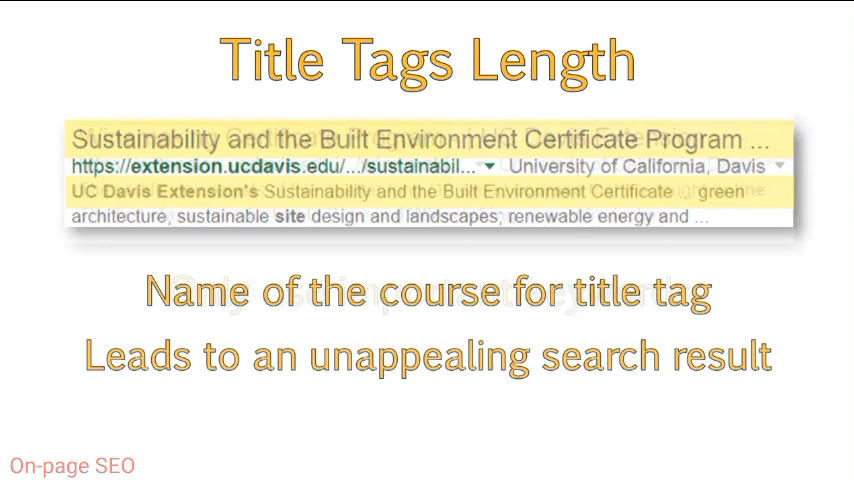 Title Tags Length
Sustainability and the Built Environment Certificate Program ...
https://extension.ucdavis.edu/.../sustainabil... University of California, Davis
UC Davis Extension's Sustainability and the Built Environment Certificate ... green
architecture, sustainable site design and landscapes; renewable energy and ...
Name of the course for title tag
Leads to an unappealing search result
On-page SEO